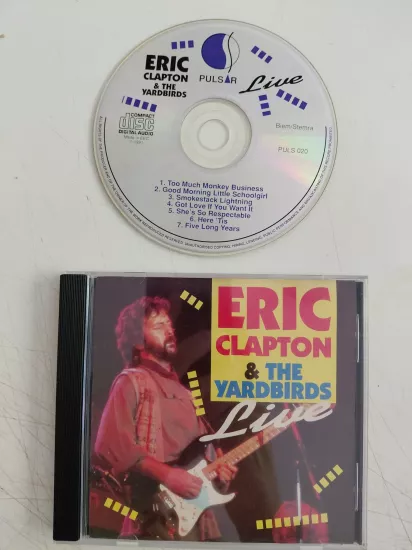 ERIC
CLAPTON
& THE
YARDBIRDS
PULSAR
Live
COMPACT
disc
DIGITAL AUDIO
Biem/Stemra
PULS 020
1. Too Much Monkey Business
2. Good Morning Little Schoolgirl
3. Smokestack Lightning
4. Got Love If You Want It
5. She's So Respectable
6. Here 'Tis
7. Five Long Years
ERIC
CLAPTON
& THE
YARDBIRDS
Live